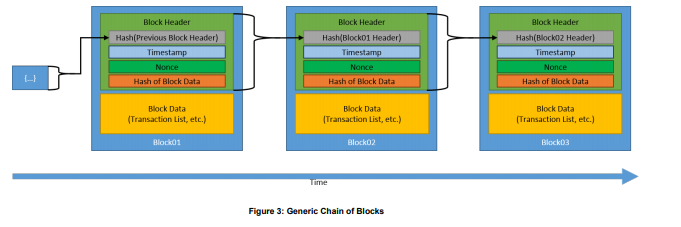 {...}
Block Header
Hash(Previous Block Header)
Timestamp
Nonce
Hash of Block Data
Block Data
(Transaction List, etc.)
Block01
Block Header
Hash(Block01 Header)
Timestamp
Nonce
Hash of Block Data
Block Data
(Transaction List, etc.)
Block02
Block Header
Hash(Block02 Header)
Timestamp
Nonce
Hash of Block Data
Block Data
(Transaction List, etc.)
Block03
Time
Figure 3: Generic Chain of Blocks